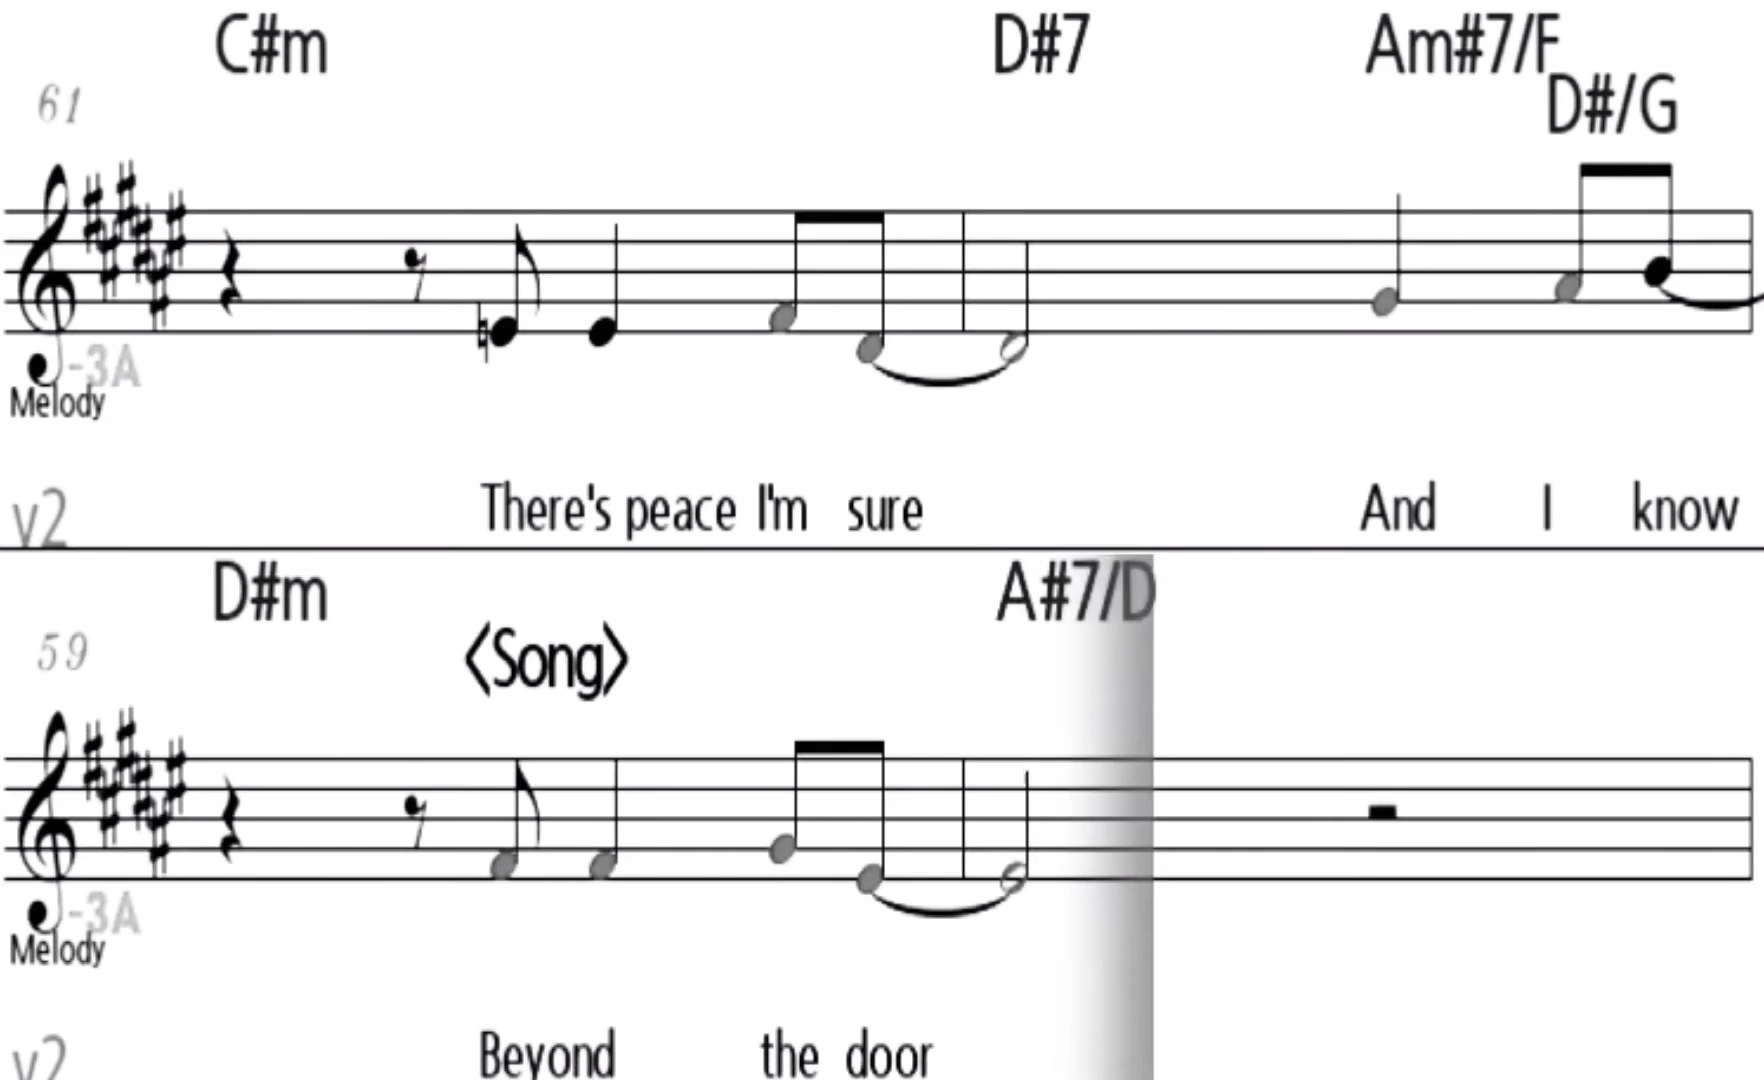 C#m D#7 Am#7/F
D#/G
61
-3A
Melody
There's peace I'm sure And I know
v2
D#m A#7/D
<Song>
59
-3A
Melody
Beyond the door
v2